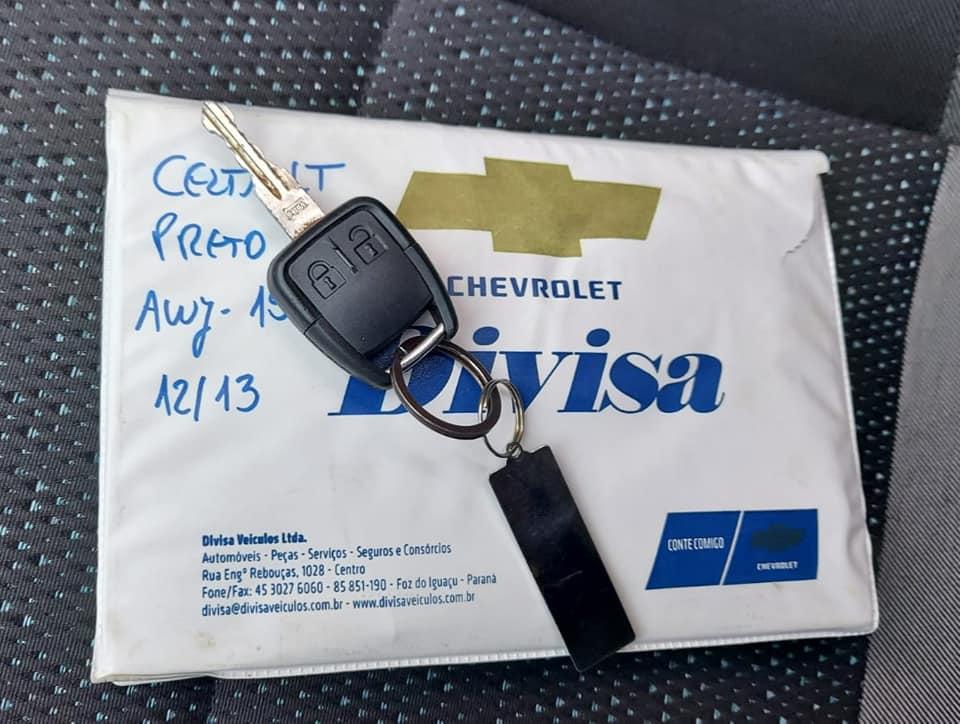 PRETO
AWJ- 15
12/13
CHEVROLET
Divisa
Divisa Veículos Ltda.
Automóveis - Peças - Serviços - Seguros e Consórcios
Rua Engº Rebouças, 1028 - Centro
Fone/Fax: 45 3027 6060 - 85 851-190 - Foz do Iguaçu - Paraná
divisa@divisaveiculos.com.br - www.divisaveiculos.com.br
CONTE COMIGO
CHEVROLET